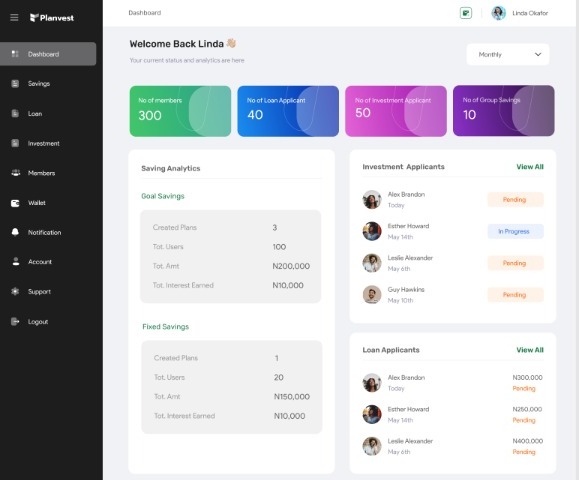 Planvest
Dashboard
Savings
Loan
Investment
Members
Wallet
Notification
Account
Support
Logout
Dashboard
Linda Okafor
Welcome Back Linda 👋🏼
Your current status and analytics are here
Monthly
No of members
300
No of Loan Applicant
40
No of Investment Applicant
50
No of Group Savings
10
Saving Analytics
Goal Savings
Created Plans 3
Tot. Users 100
Tot. Amt N200,000
Tot. Interest Earned N10,000
Fixed Savings
Created Plans 1
Tot. Users 20
Tot. Amt N150,000
Tot. Interest Earned N10,000
Investment Applicants View All
Alex Brandon
Today
Pending
Esther Howard
May 14th
In Progress
Leslie Alexander
May 6th
Pending
Guy Hawkins
May 10th
Pending
Loan Applicants View All
Alex Brandon N300,000
Today Pending
Esther Howard N250,000
May 14th Pending
Leslie Alexander N400,000
May 6th Pending